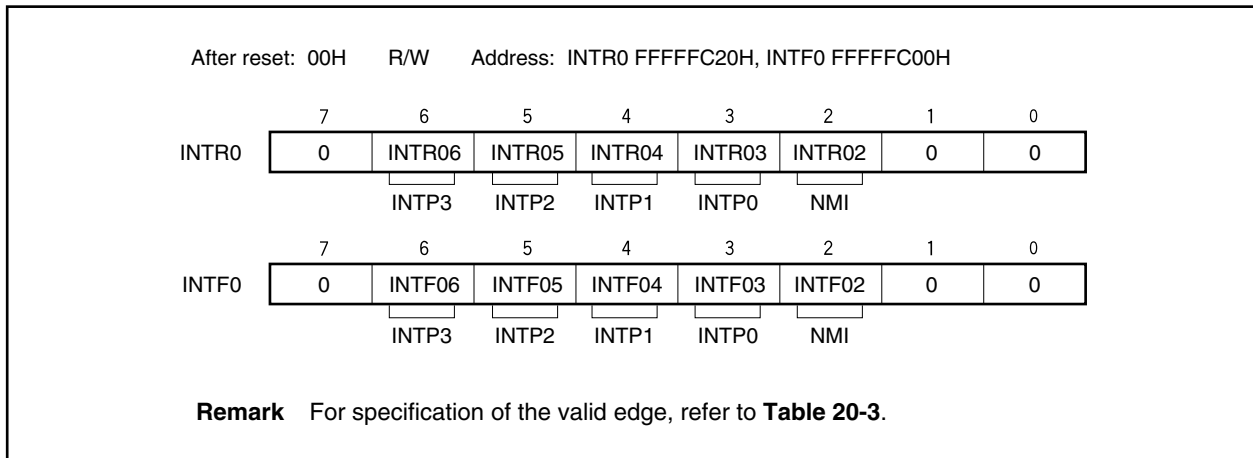 After reset: 00H R/W Address: INTR0 FFFFFC20H, INTF0 FFFFFC00H
7 6 5 4 3 2 1 0
INTR0 0 INTR06 INTR05 INTR04 INTR03 INTR02 0 0
INTP3 INTP2 INTP1 INTP0 NMI
7 6 5 4 3 2 1 0
INTF0 0 INTF06 INTF05 INTF04 INTF03 INTF02 0 0
INTP3 INTP2 INTP1 INTP0 NMI
Remark For specification of the valid edge, refer to Table 20-3.